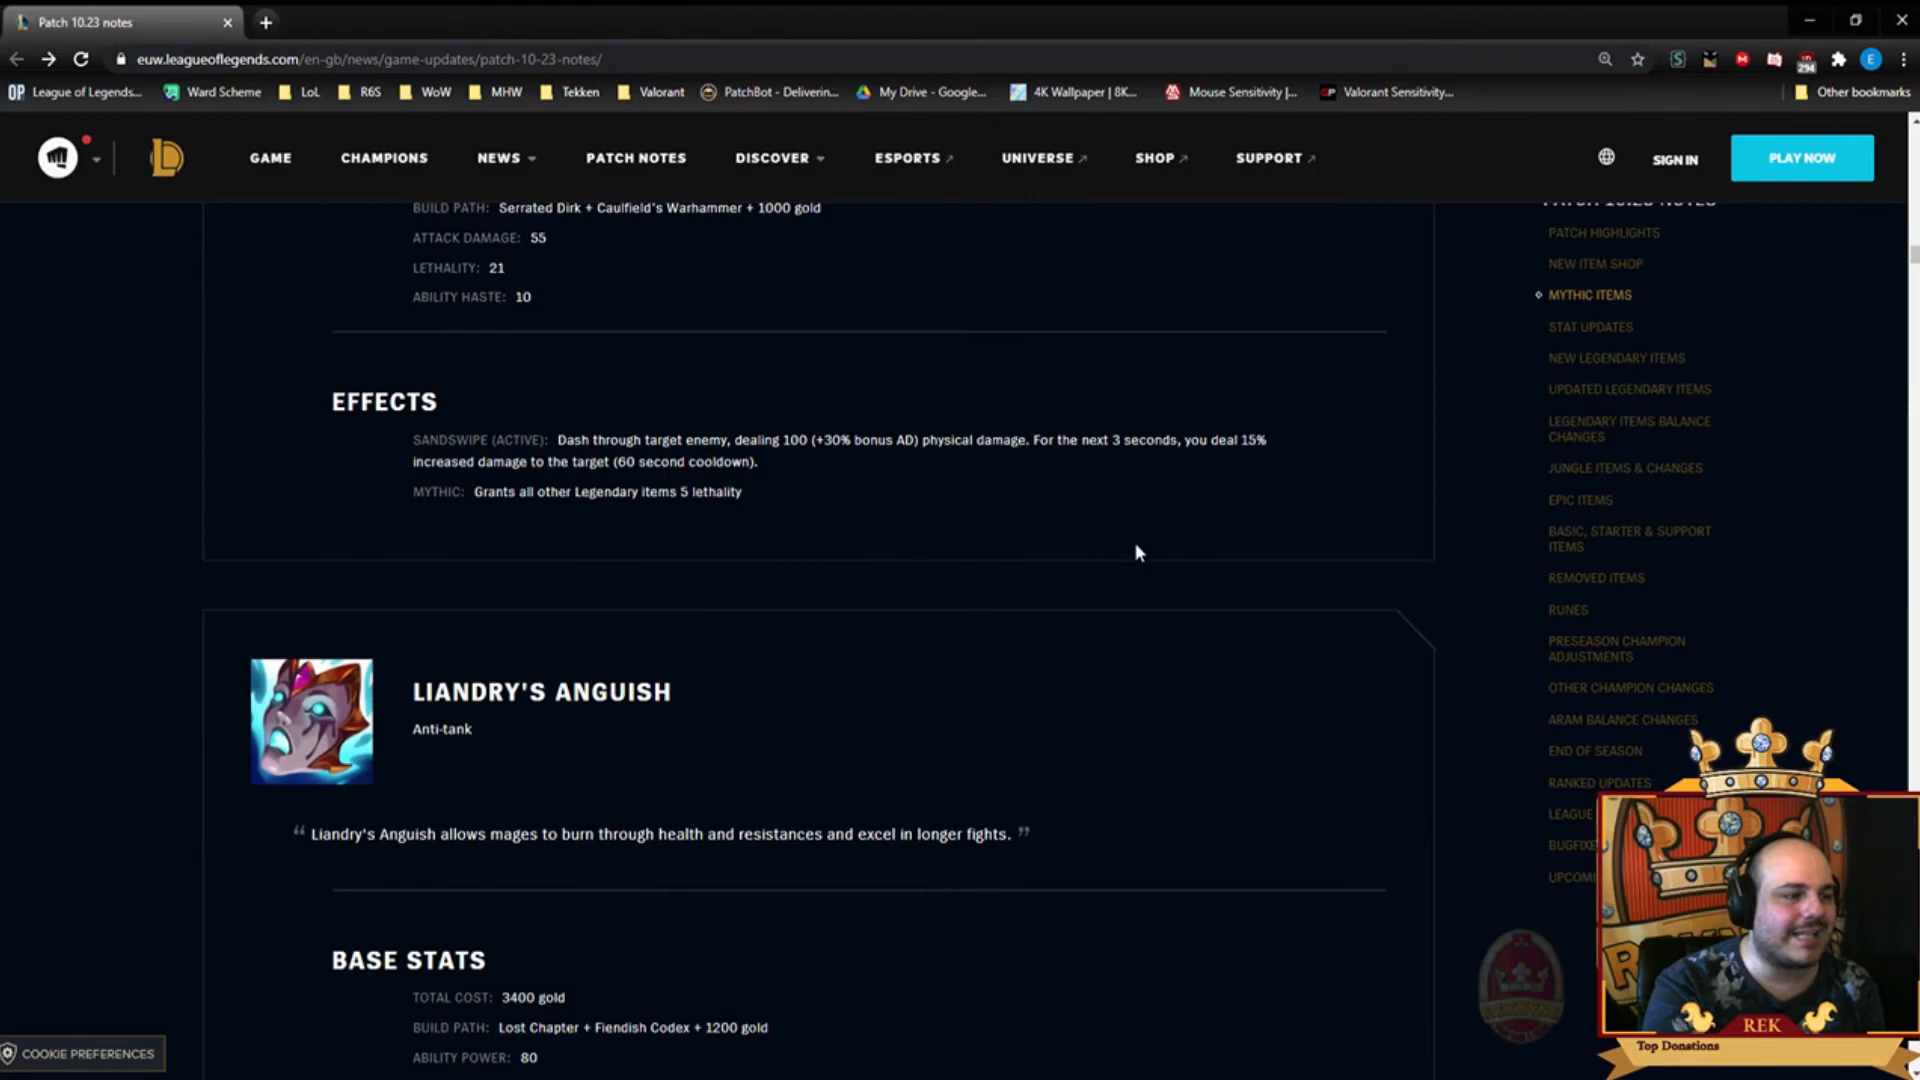 Patch 10.23 notes
euw.leagueoflegends.com/en-gb/news/game-updates/patch-10-23-notes/
294
E
OP League of Legends... Ward Scheme LoL R6S WoW MHW Tekken Valorant PatchBot - Deliverin... My Drive - Google... 4K Wallpaper | 8K... Mouse Sensitivity |... Valorant Sensitivity... Other bookmarks
GAME CHAMPIONS NEWS PATCH NOTES DISCOVER ESPORTS UNIVERSE SHOP SUPPORT SIGN IN PLAY NOW
BUILD PATH: Serrated Dirk + Caulfield's Warhammer + 1000 gold
ATTACK DAMAGE: 55
LETHALITY: 21
ABILITY HASTE: 10
EFFECTS
SANDSWIPE (ACTIVE): Dash through target enemy, dealing 100 (+30% bonus AD) physical damage. For the next 3 seconds, you deal 15%
increased damage to the target (60 second cooldown).
MYTHIC: Grants all other Legendary items 5 lethality
LIANDRY'S ANGUISH
Anti-tank
“ Liandry's Anguish allows mages to burn through health and resistances and excel in longer fights. ”
BASE STATS
TOTAL COST: 3400 gold
BUILD PATH: Lost Chapter + Fiendish Codex + 1200 gold
ABILITY POWER: 80
PATCH 10.23 NOTES
PATCH HIGHLIGHTS
NEW ITEM SHOP
MYTHIC ITEMS
STAT UPDATES
NEW LEGENDARY ITEMS
UPDATED LEGENDARY ITEMS
LEGENDARY ITEMS BALANCE
CHANGES
JUNGLE ITEMS & CHANGES
EPIC ITEMS
BASIC, STARTER & SUPPORT
ITEMS
REMOVED ITEMS
RUNES
PRESEASON CHAMPION
ADJUSTMENTS
OTHER CHAMPION CHANGES
ARAM BALANCE CHANGES
END OF SEASON
RANKED UPDATES
LEAGUE
BUGFIXE
UPCOMI
COOKIE PREFERENCES
REK
Top Donations